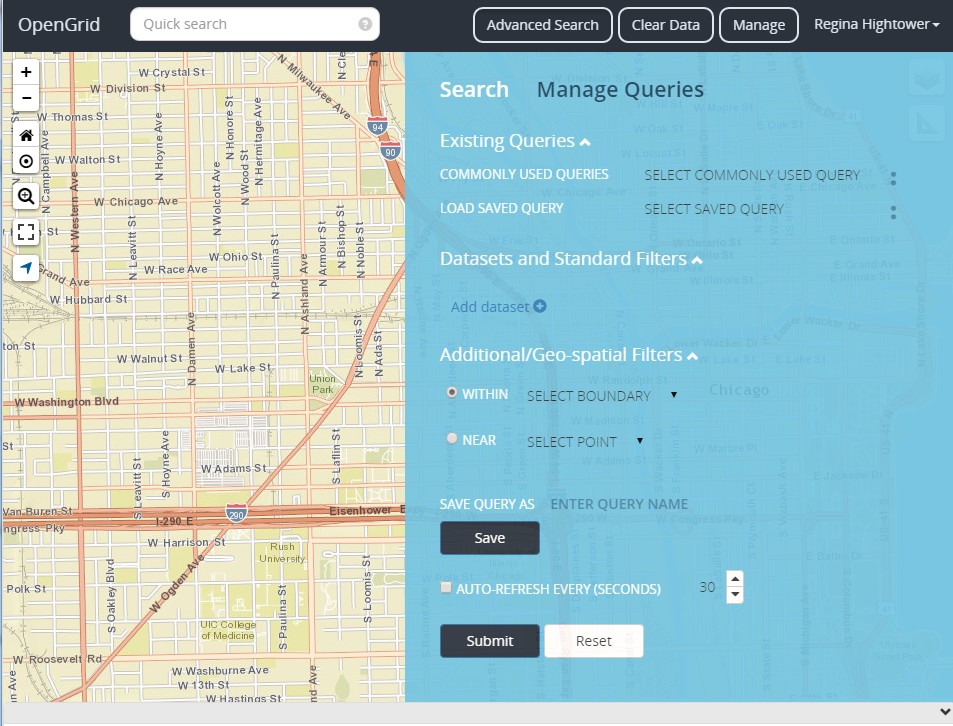 OpenGrid
Quick search
?
Advanced Search
Clear Data
Manage
Regina Hightower
Search
Manage Queries
Existing Queries
COMMONLY USED QUERIES
SELECT COMMONLY USED QUERY
LOAD SAVED QUERY
SELECT SAVED QUERY
Datasets and Standard Filters
Add dataset
Additional/Geo-spatial Filters
WITHIN
SELECT BOUNDARY
NEAR
SELECT POINT
SAVE QUERY AS
ENTER QUERY NAME
Save
AUTO-REFRESH EVERY (SECONDS)
30
Submit
Reset
+
−
W Crystal St
W Division St
N Milwaukee Ave
W Thomas St
94
90
W Walton St
N Campbell Ave
N Western Ave
N Hoyne Ave
N Honore St
N Hermitage Ave
N Wood St
N Wolcott Ave
W Chicago Ave
N Leavitt St
W Ohio St
N Paulina St
N Ashland Ave
N Armour St
N Bishop St
N Noble St
W Race Ave
Grand Ave
W Hubbard St
N Damen Ave
N Loomis St
N Ada St
ton St
W Walnut St
W Lake St
Union
Park
W Washington Blvd
St
S Hoyne Ave
S Leavitt St
W Adams St
S Laflin St
Van Buren St
ngress Pky
I-290 E
290
Eisenhower E
W Harrison St
Rush
University
Polk St
S Oakley Blvd
W Ogden Ave
S Paulina St
S Loomis St
UIC College
of Medicine
W Roosevelt Rd
W Washburne Ave
W 13th St
W Hastings St
nd Ave
n Ave
Chicago